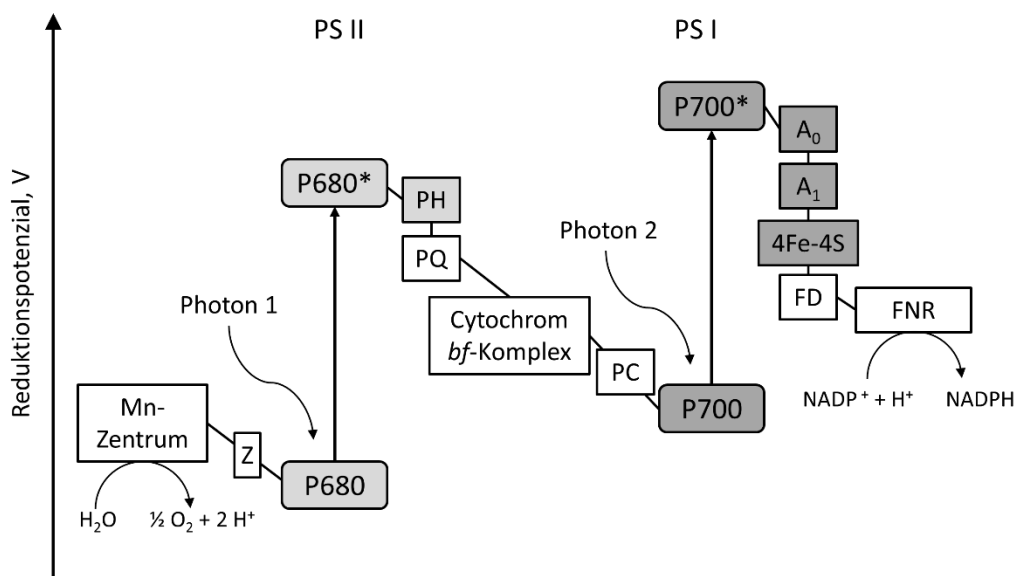 PS II
PS I
Reduktionspotenzial, V
P700*
A₀
A₁
4Fe-4S
FD
FNR
NADP⁺ + H⁺
NADPH
P680*
PH
PQ
Photon 2
Photon 1
Cytochrom
bf-Komplex
PC
P700
Mn-
Zentrum
Z
P680
H₂O
½ O₂ + 2 H⁺